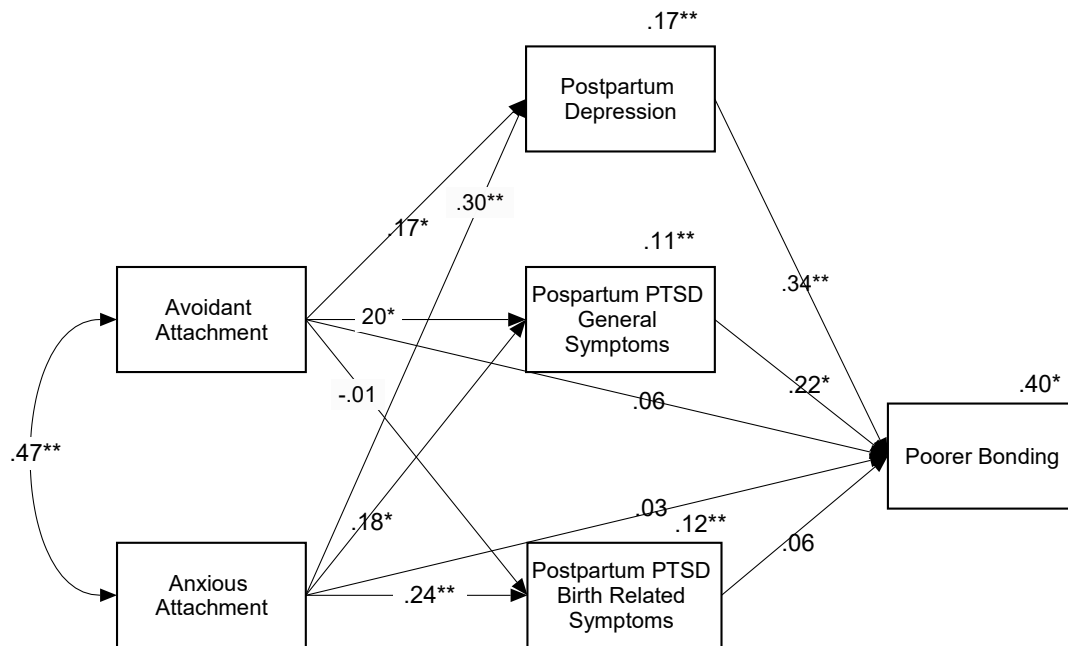 .17**
Postpartum
Depression
.30**
.17*
.11**
Avoidant
Attachment
20*
Pospartum PTSD
General
Symptoms
.34**
-.01
.06
.22*
.40*
.47**
Poorer Bonding
.18*
.03
.12**
.06
Anxious
Attachment
.24**
Postpartum PTSD
Birth Related
Symptoms